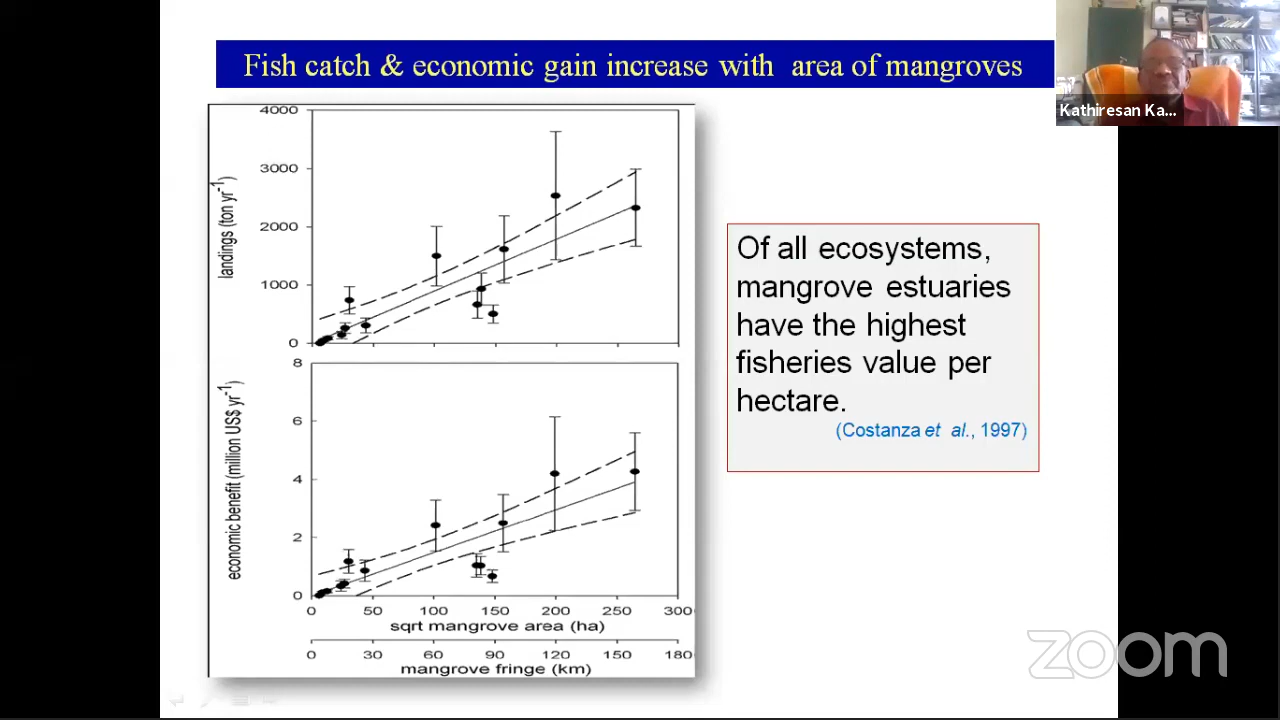 Fish catch & economic gain increase with area of mangroves
Kathiresan Ka...
4000
3000
2000
1000
0
landings (ton yr-1)
8
6
4
2
0
economic benefit (million US$ yr-1)
0 50 100 150 200 250 300
sqrt mangrove area (ha)
0 30 60 90 120 150 180
mangrove fringe (km)
Of all ecosystems,
mangrove estuaries
have the highest
fisheries value per
hectare.
(Costanza et al., 1997)
zoom